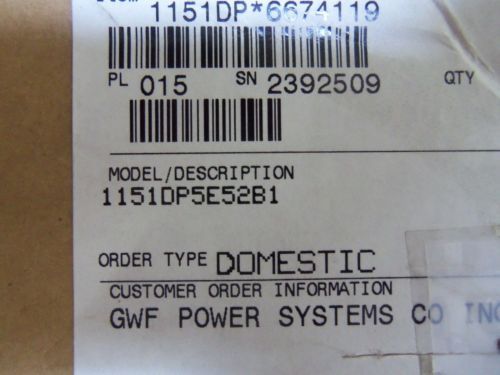 1151DP*6674119
PL 015 SN 2392509 QTY
MODEL/DESCRIPTION
1151DP5E52B1
ORDER TYPE DOMESTIC
CUSTOMER ORDER INFORMATION
GWF POWER SYSTEMS CO INC